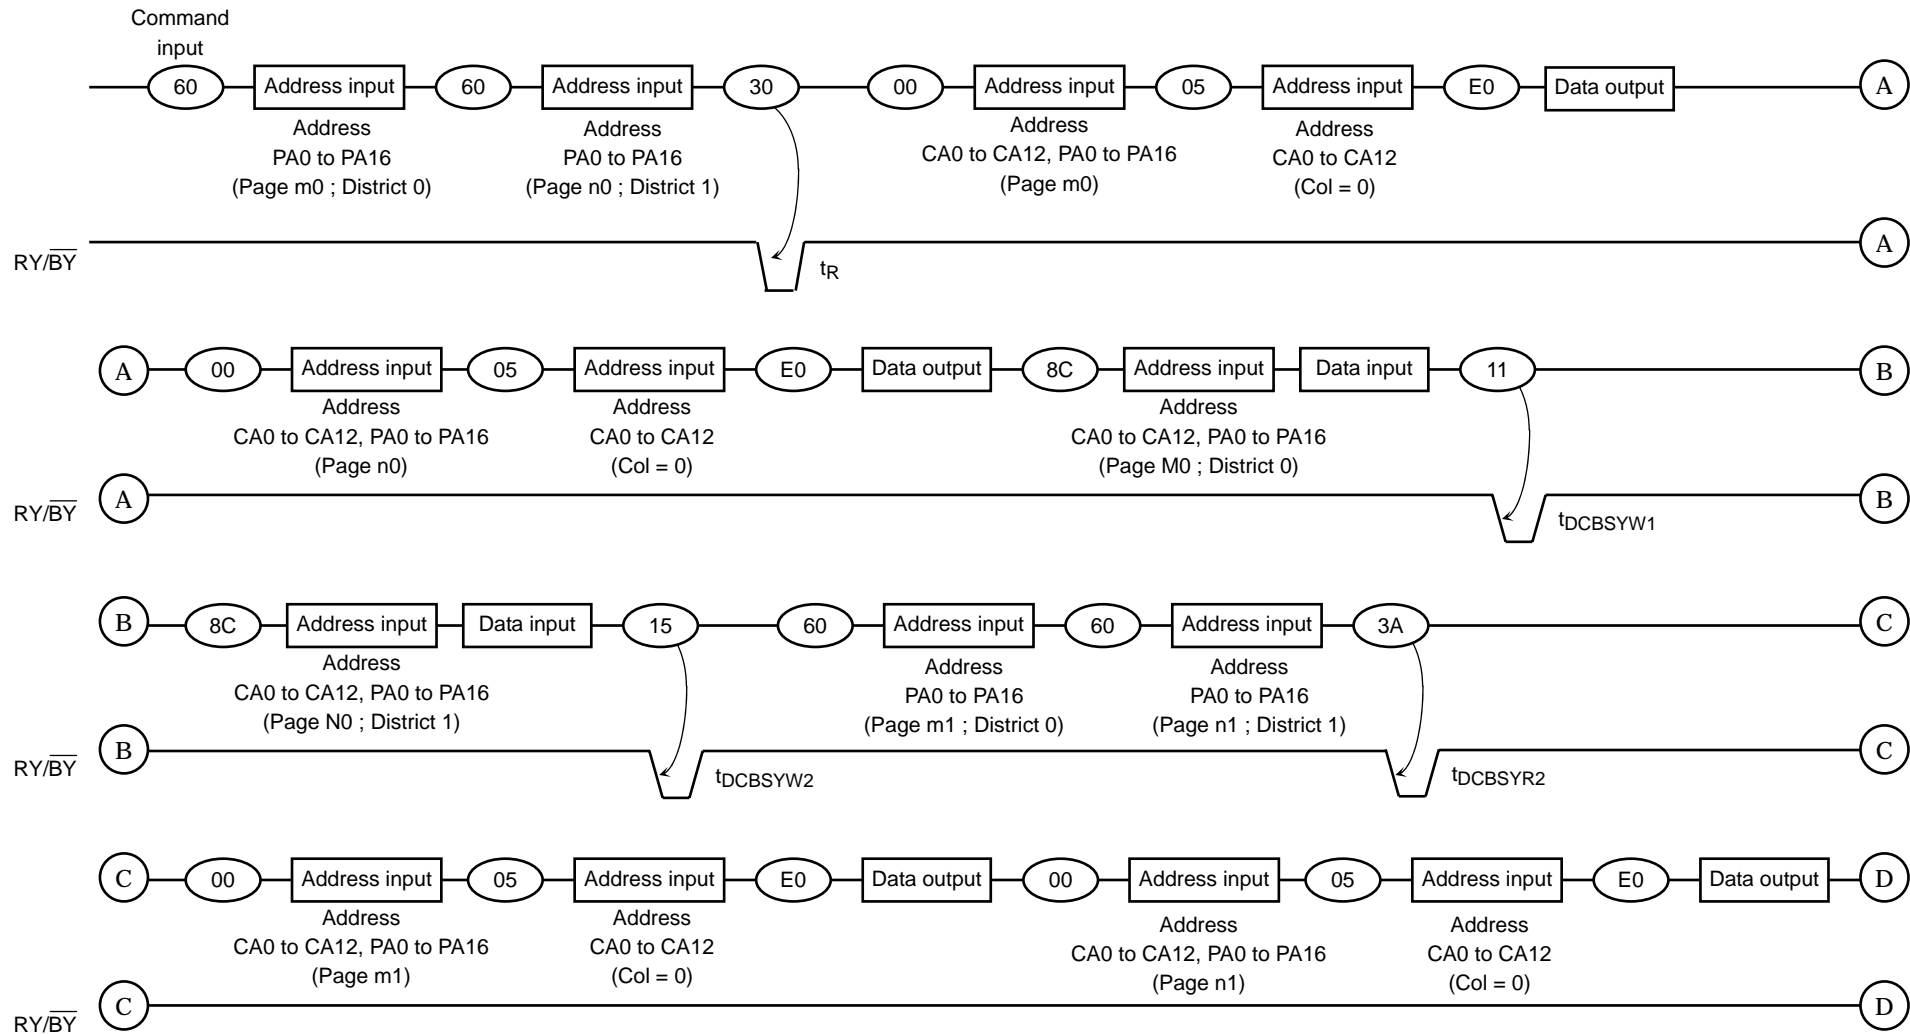 Command
input
60 Address input 60 Address input 30 00 Address input 05 Address input E0 Data output A
Address
PA0 to PA16
(Page m0 ; District 0)
Address
PA0 to PA16
(Page n0 ; District 1)
Address
CA0 to CA12, PA0 to PA16
(Page m0)
Address
CA0 to CA12
(Col = 0)
RY/BY tR A
A 00 Address input 05 Address input E0 Data output 8C Address input Data input 11 B
Address
CA0 to CA12, PA0 to PA16
(Page n0)
Address
CA0 to CA12
(Col = 0)
Address
CA0 to CA12, PA0 to PA16
(Page M0 ; District 0)
RY/BY A tDCBSYW1 B
B 8C Address input Data input 15 60 Address input 60 Address input 3A C
Address
CA0 to CA12, PA0 to PA16
(Page N0 ; District 1)
Address
PA0 to PA16
(Page m1 ; District 0)
Address
PA0 to PA16
(Page n1 ; District 1)
RY/BY B tDCBSYW2 tDCBSYR2 C
C 00 Address input 05 Address input E0 Data output 00 Address input 05 Address input E0 Data output D
Address
CA0 to CA12, PA0 to PA16
(Page m1)
Address
CA0 to CA12
(Col = 0)
Address
CA0 to CA12, PA0 to PA16
(Page n1)
Address
CA0 to CA12
(Col = 0)
RY/BY C D